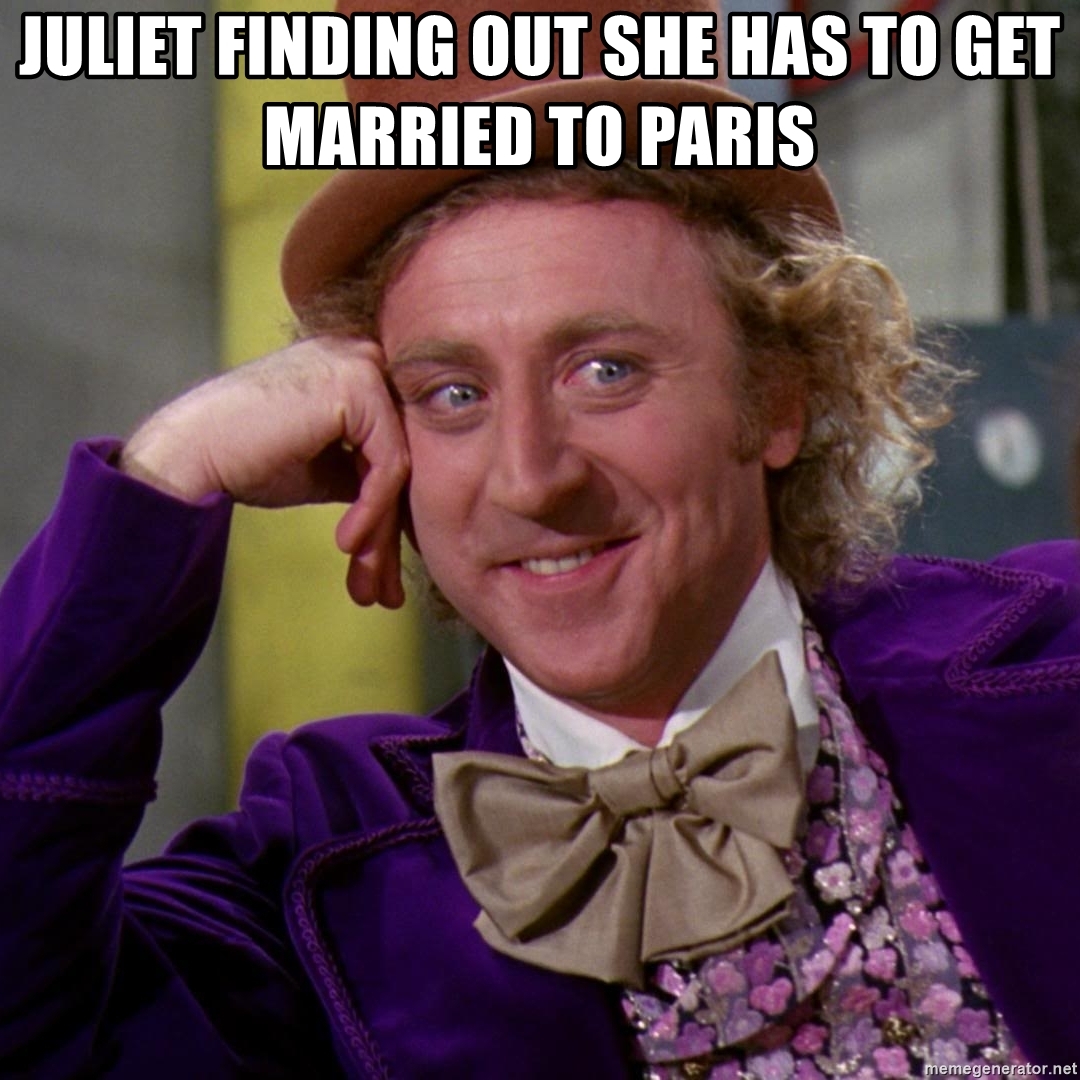 JULIET FINDING OUT SHE HAS TO GET
MARRIED TO PARIS
memegenerator.net